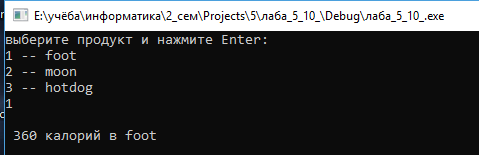 E:\учёба\информатика\2_сем\Projects\5\лаба_5_10_\Debug\лаба_5_10_.exe
выберите продукт и нажмите Enter:
1 -- foot
2 -- moon
3 -- hotdog
1
360 калорий в foot